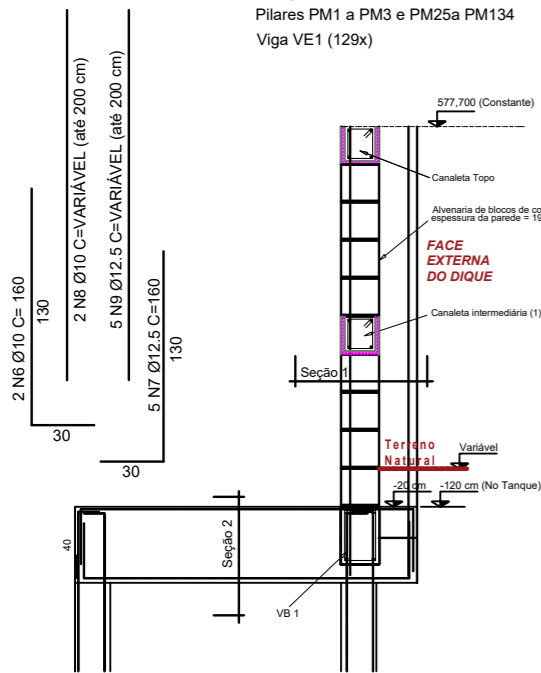 Pilares PM1 a PM3 e PM25a PM134
Viga VE1 (129x)
577,700 (Constante)
Canaleta Topo
Alvenaria de blocos de co
espessura da parede = 19
FACE
EXTERNA
DO DIQUE
Canaleta intermediária (1)
Seção 1
Terreno
Natural
Variável
-20 cm
-120 cm (No Tanque)
Seção 2
VB 1
40
2 N6 Ø10 C= 160
130
30
2 N8 Ø10 C=VARIÁVEL (até 200 cm)
5 N9 Ø12.5 C=VARIÁVEL (até 200 cm)
5 N7 Ø12.5 C=160
130
30